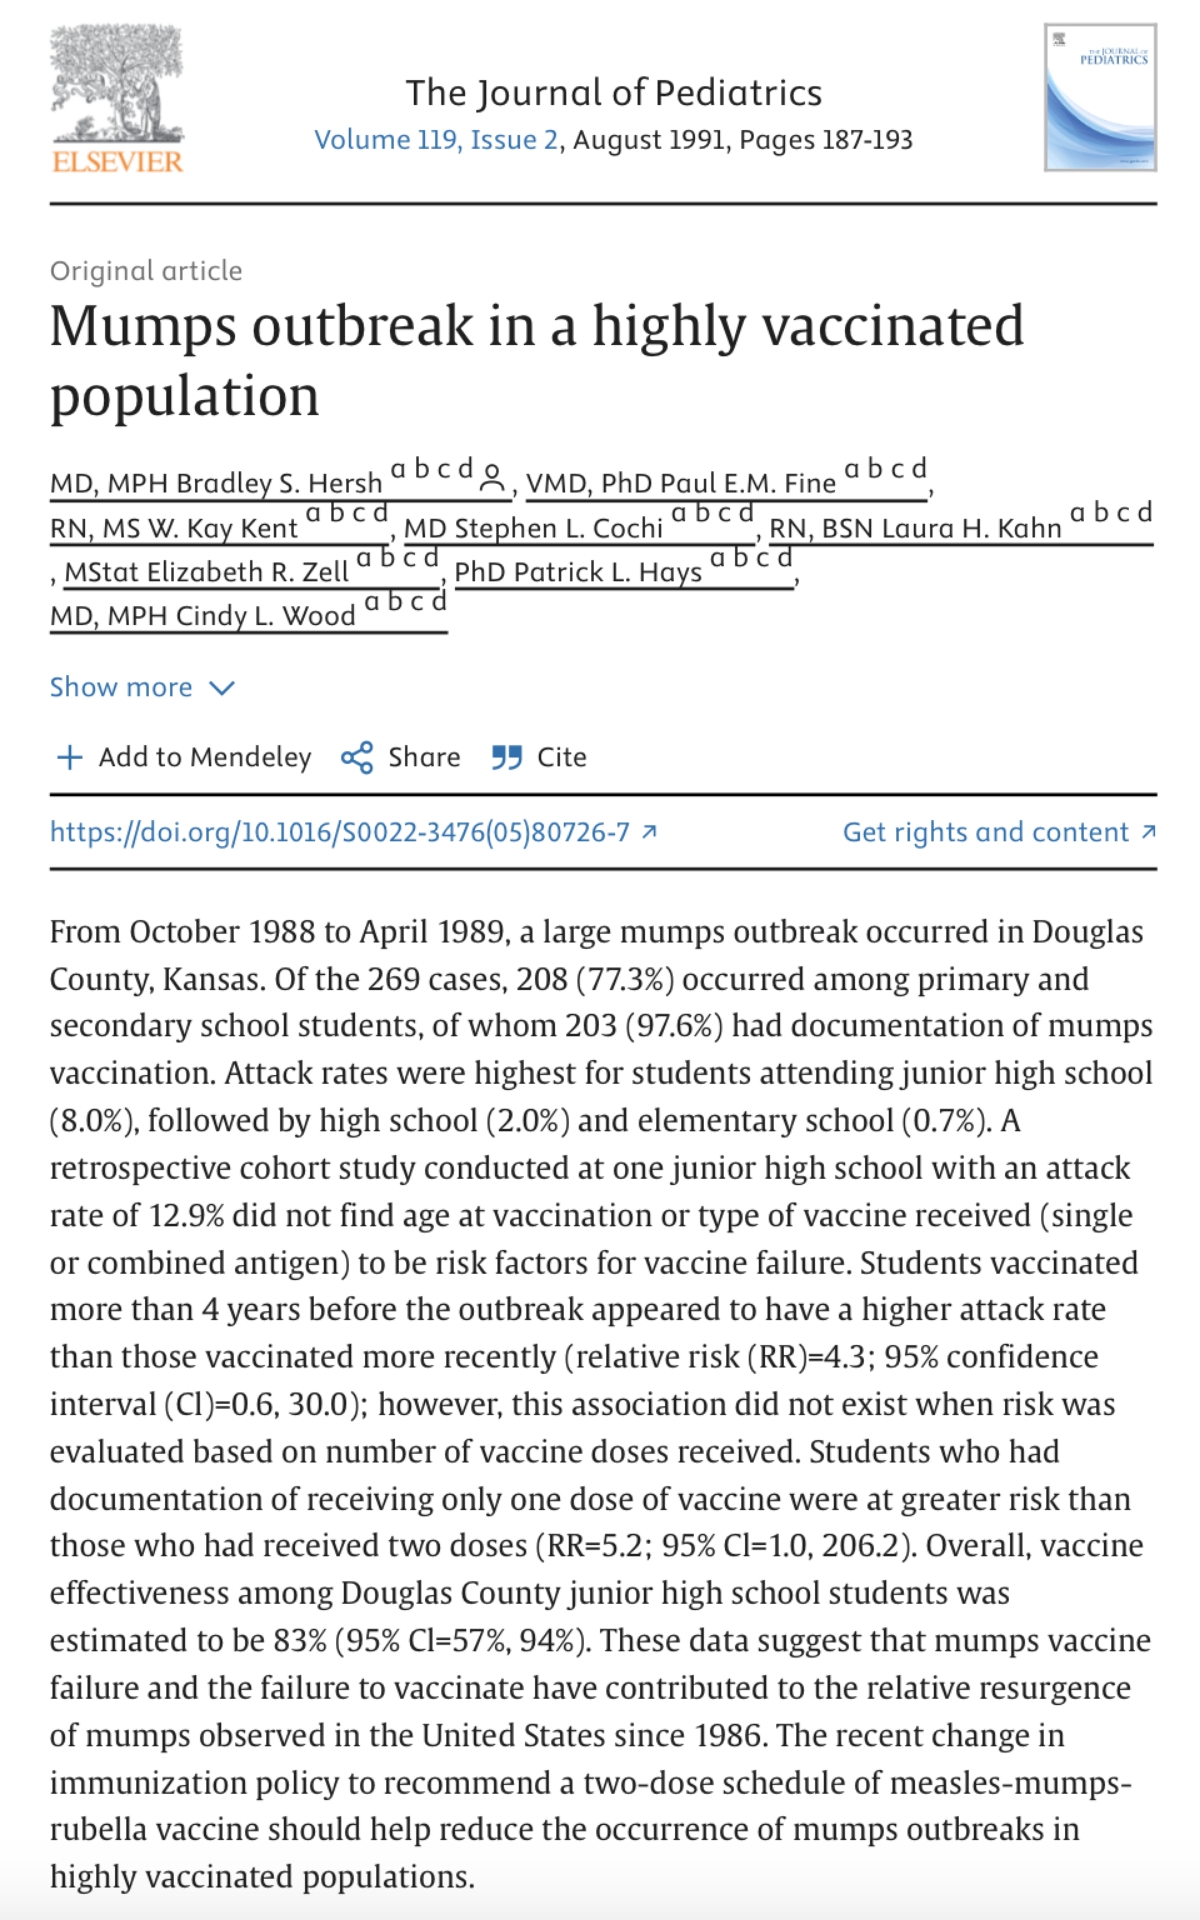 ELSEVIER
The Journal of Pediatrics
Volume 119, Issue 2, August 1991, Pages 187-193
THE JOURNAL OF
PEDIATRICS
Original article
Mumps outbreak in a highly vaccinated
population
MD, MPH Bradley S. Hersh a b c d, VMD, PhD Paul E.M. Fine a b c d,
RN, MS W. Kay Kent a b c d, MD Stephen L. Cochi a b c d, RN, BSN Laura H. Kahn a b c d
, MStat Elizabeth R. Zell a b c d, PhD Patrick L. Hays a b c d,
MD, MPH Cindy L. Wood a b c d
Show more
Add to Mendeley Share Cite
https://doi.org/10.1016/S0022-3476(05)80726-7 Get rights and content
From October 1988 to April 1989, a large mumps outbreak occurred in Douglas
County, Kansas. Of the 269 cases, 208 (77.3%) occurred among primary and
secondary school students, of whom 203 (97.6%) had documentation of mumps
vaccination. Attack rates were highest for students attending junior high school
(8.0%), followed by high school (2.0%) and elementary school (0.7%). A
retrospective cohort study conducted at one junior high school with an attack
rate of 12.9% did not find age at vaccination or type of vaccine received (single
or combined antigen) to be risk factors for vaccine failure. Students vaccinated
more than 4 years before the outbreak appeared to have a higher attack rate
than those vaccinated more recently (relative risk (RR)=4.3; 95% confidence
interval (Cl)=0.6, 30.0); however, this association did not exist when risk was
evaluated based on number of vaccine doses received. Students who had
documentation of receiving only one dose of vaccine were at greater risk than
those who had received two doses (RR=5.2; 95% Cl=1.0, 206.2). Overall, vaccine
effectiveness among Douglas County junior high school students was
estimated to be 83% (95% Cl=57%, 94%). These data suggest that mumps vaccine
failure and the failure to vaccinate have contributed to the relative resurgence
of mumps observed in the United States since 1986. The recent change in
immunization policy to recommend a two-dose schedule of measles-mumps-
rubella vaccine should help reduce the occurrence of mumps outbreaks in
highly vaccinated populations.